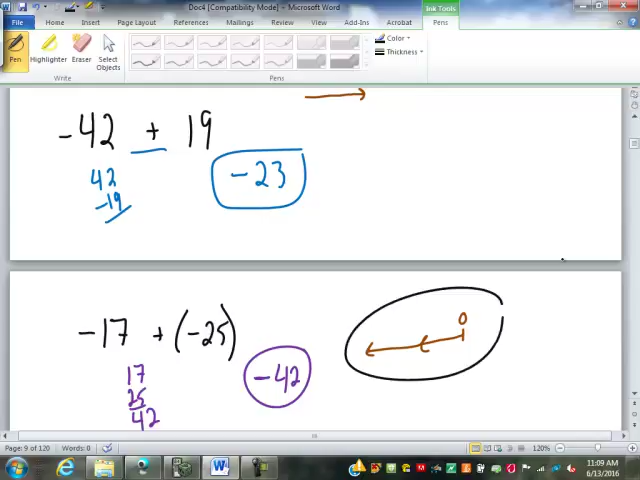 Doc4 [Compatibility Mode] - Microsoft Word
Ink Tools
File Home Insert Page Layout References Mailings Review View Add-Ins Acrobat Pens
Pen Highlighter Eraser Select Objects
Color
Thickness
Write
Pens
-42 + 19
42
-19
-23
-17 + (-25)
17
25
42
-42
0
Page: 9 of 120 Words: 0
120%
11:09 AM
6/13/2016